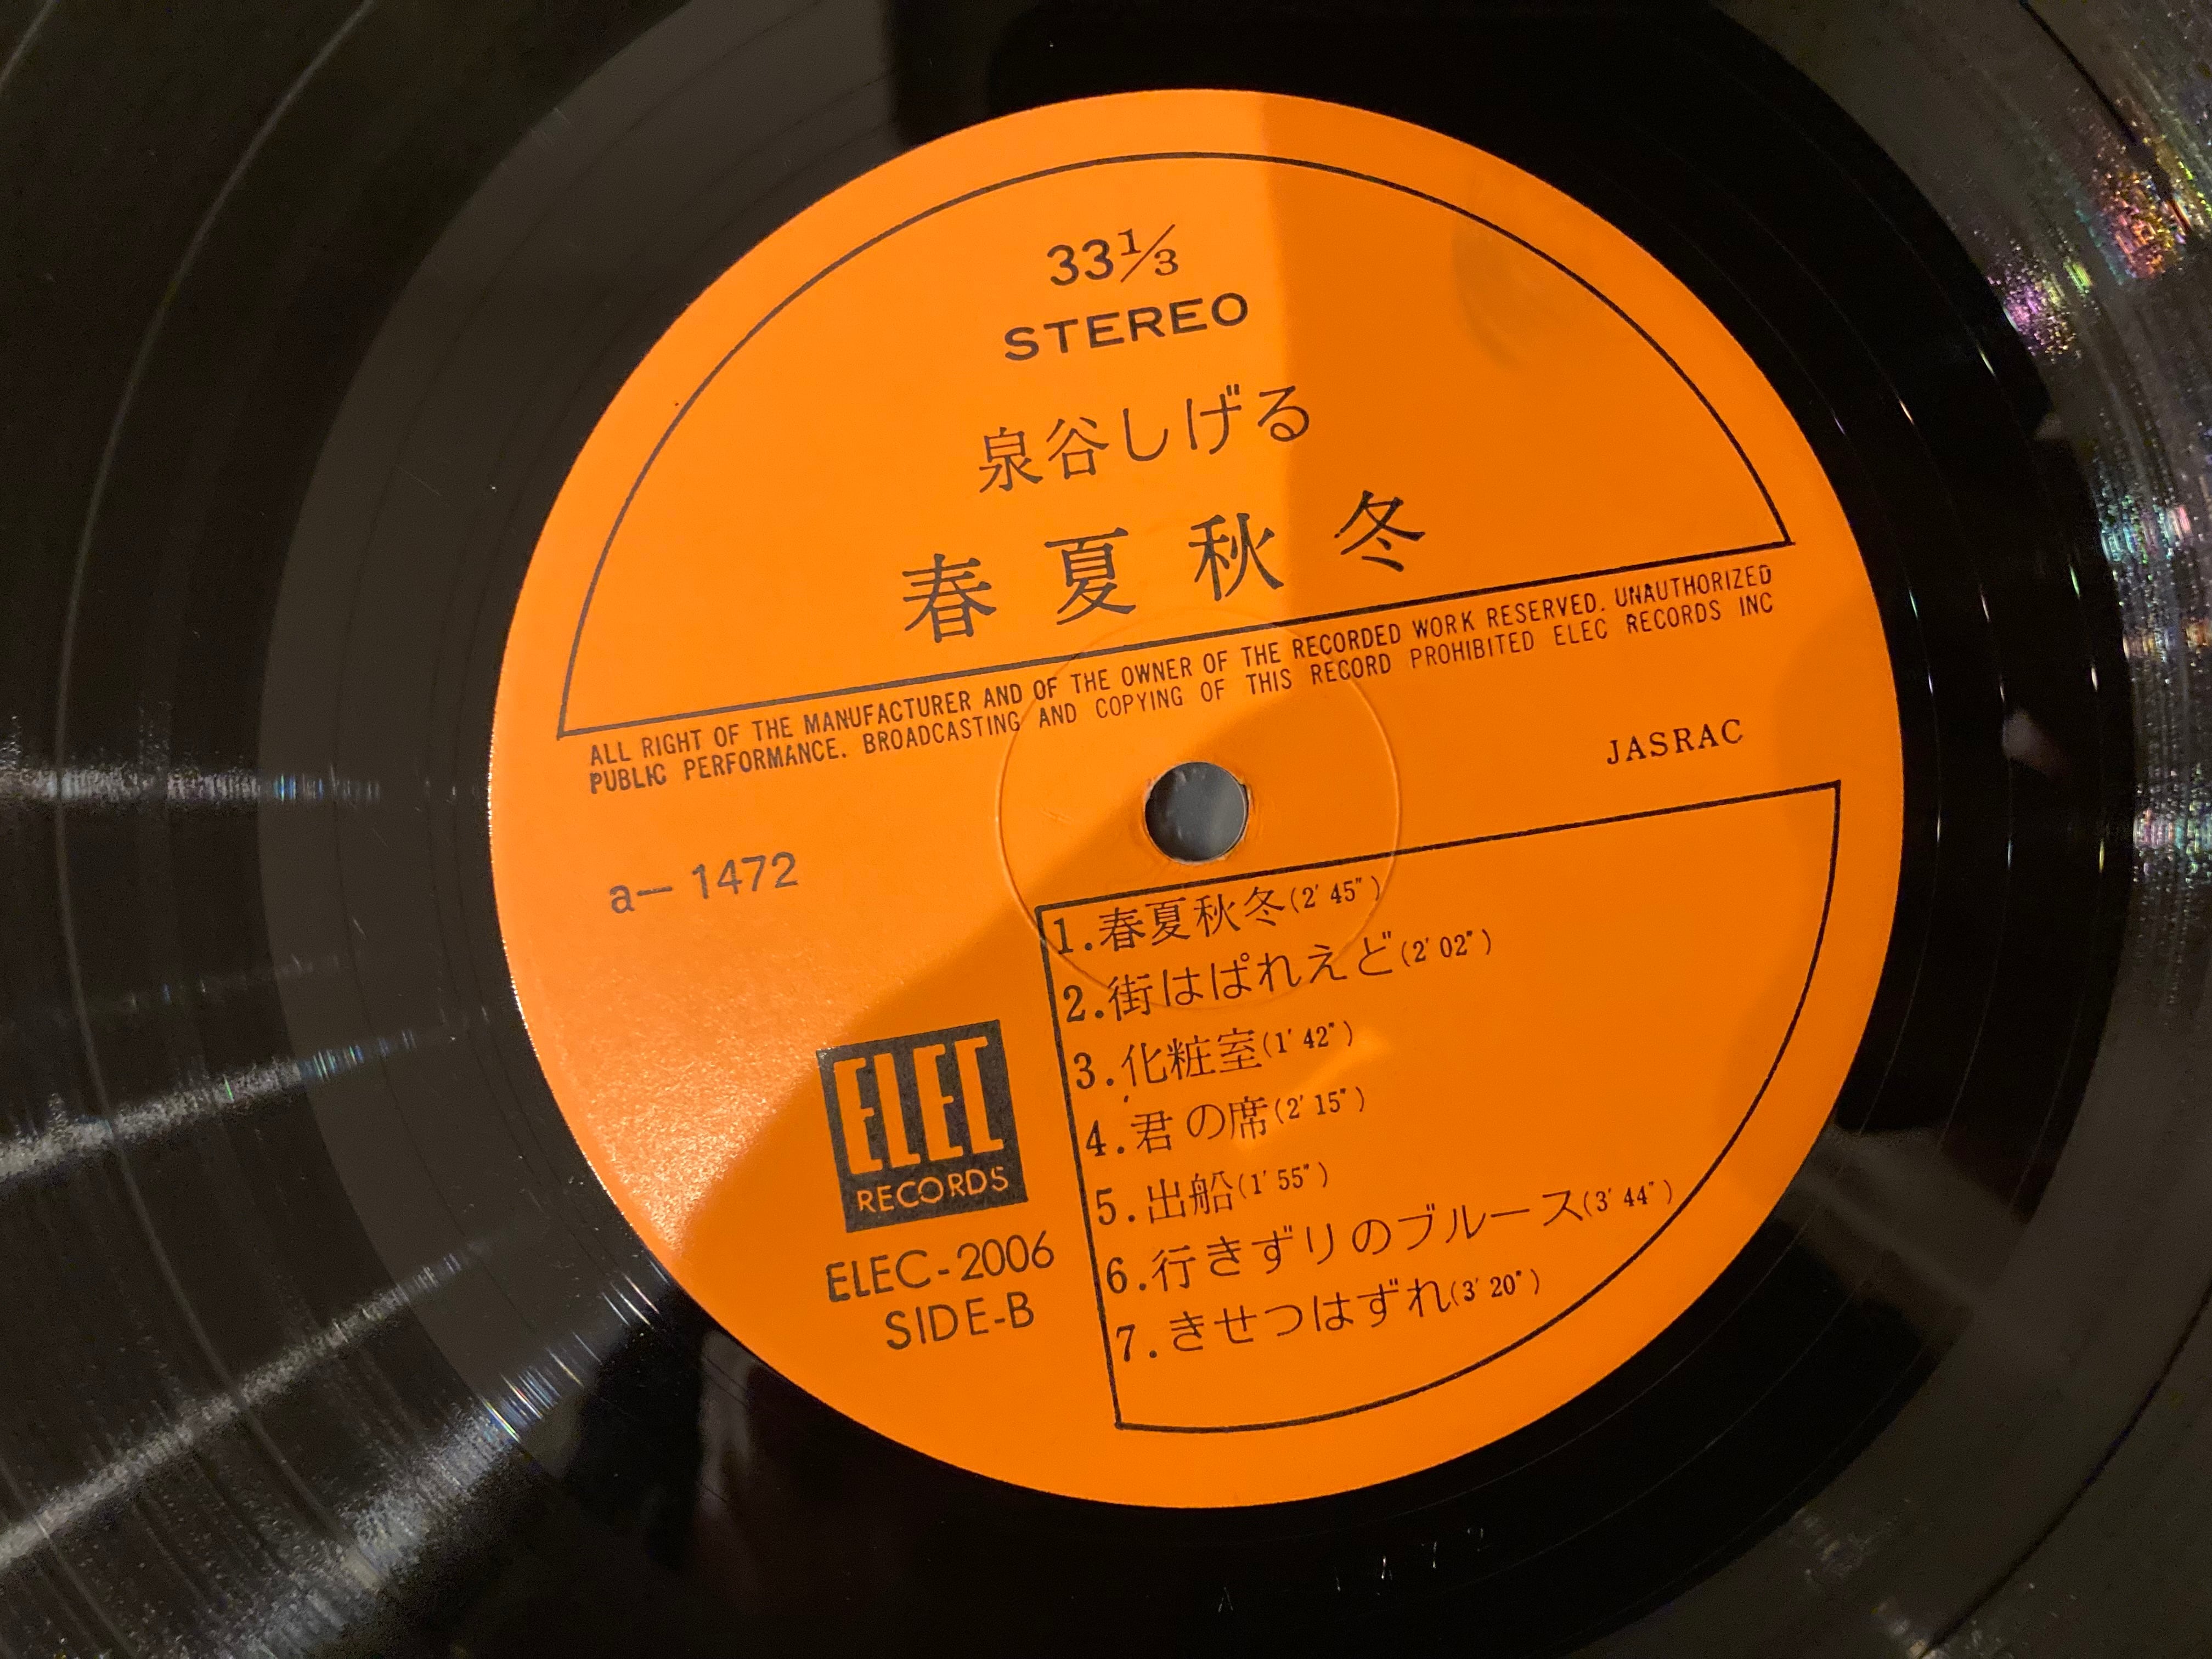 33 1/3
STEREO
泉谷しげる
春夏秋冬
ALL RIGHT OF THE MANUFACTURER AND OF THE OWNER OF THE RECORDED WORK RESERVED. UNAUTHORIZED
PUBLIC PERFORMANCE. BROADCASTING AND COPYING OF THIS RECORD PROHIBITED ELEC RECORDS INC
JASRAC
a—1472
ELEC
RECORDS
ELEC-2006
SIDE-B
1.春夏秋冬(2′45″)
2.街はぱれえど(2′02″)
3.化粧室(1′42″)
4.君の席(2′15″)
5.出船(1′55″)
6.行きずりのブルース(3′44″)
7.きせつはずれ(3′20″)
A 1472